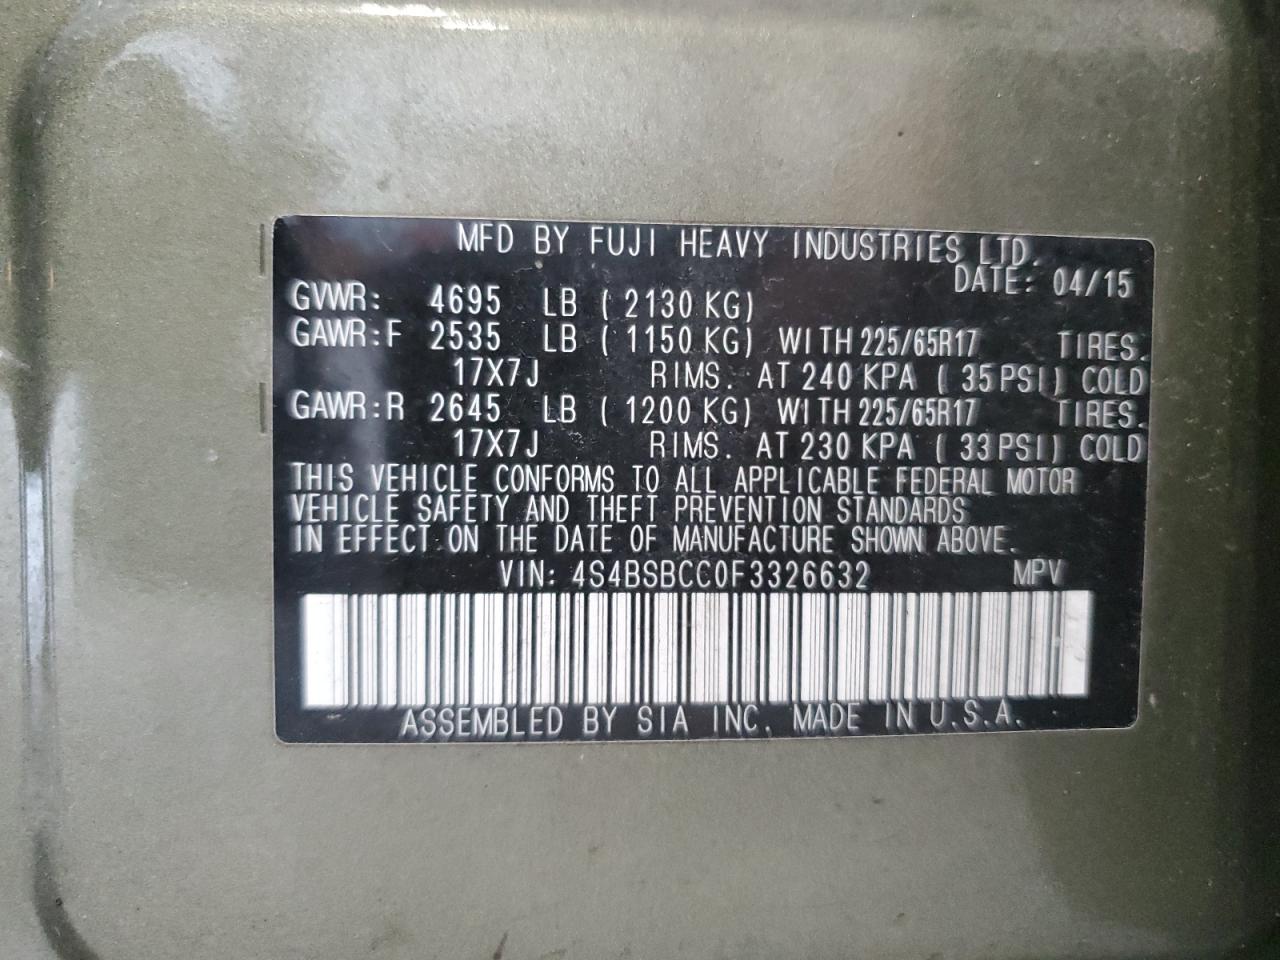 MFD BY FUJI HEAVY INDUSTRIES LTD.
DATE: 04/15
GVWR: 4695 LB ( 2130 KG)
GAWR:F 2535 LB ( 1150 KG) WITH 225/65R17 TIRES.
17X7J RIMS. AT 240 KPA ( 35 PSI) COLD
GAWR:R 2645 LB ( 1200 KG) WITH 225/65R17 TIRES.
17X7J RIMS. AT 230 KPA ( 33 PSI) COLD
THIS VEHICLE CONFORMS TO ALL APPLICABLE FEDERAL MOTOR
VEHICLE SAFETY AND THEFT PREVENTION STANDARDS
IN EFFECT ON THE DATE OF MANUFACTURE SHOWN ABOVE.
VIN: 4S4BSBCC0F3326632 MPV
ASSEMBLED BY SIA INC. MADE IN U.S.A.